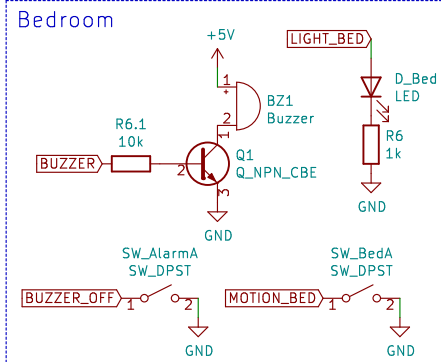 Bedroom
+5V
LIGHT_BED
1
+
BZ1
Buzzer
2
D_Bed
LED
R6.1
10k
1
Q1
Q_NPN_CBE
BUZZER
2
3
GND
R6
1k
GND
SW_AlarmA
SW_DPST
BUZZER_OFF
1
2
GND
SW_BedA
SW_DPST
MOTION_BED
1
2
GND